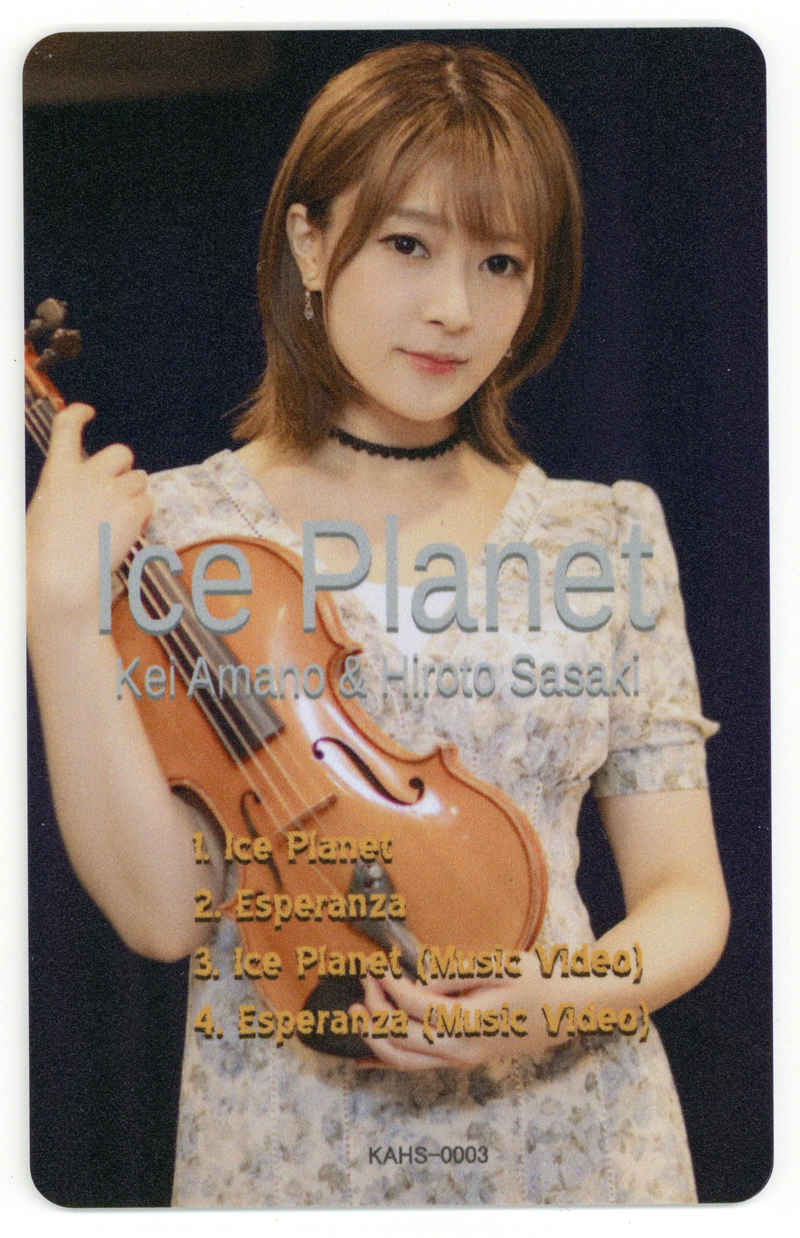 Ice Planet
Kei Amano & Hiroto Sasaki
1. Ice Planet
2. Esperanza
3. Ice Planet (Music Video)
4. Esperanza (Music Video)
KAHS-0003